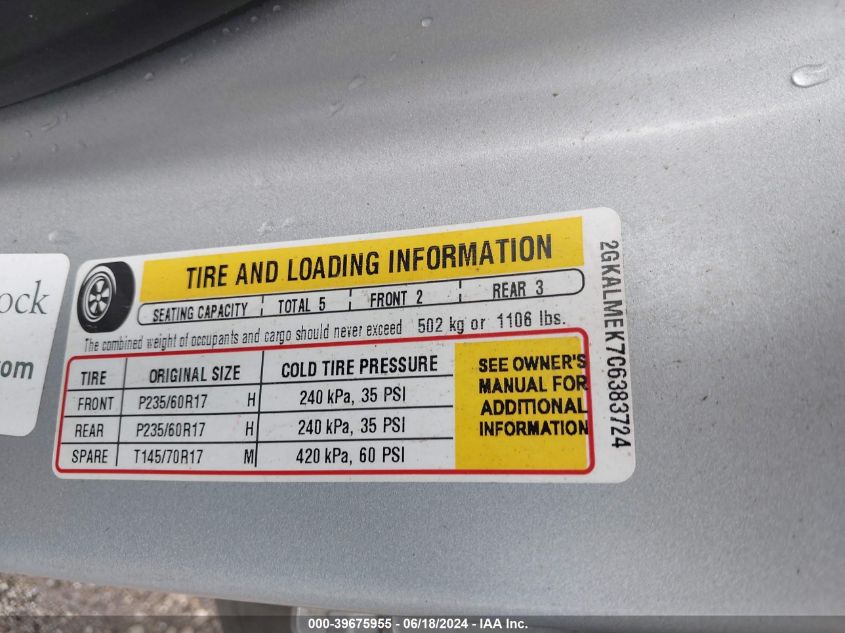 ock
om
TIRE AND LOADING INFORMATION
SEATING CAPACITY TOTAL 5 FRONT 2 REAR 3
The combined weight of occupants and cargo should never exceed 502 kg or 1106 lbs.
TIRE ORIGINAL SIZE COLD TIRE PRESSURE
FRONT P235/60R17 H 240 kPa, 35 PSI
REAR P235/60R17 H 240 kPa, 35 PSI
SPARE T145/70R17 M 420 kPa, 60 PSI
SEE OWNER'S
MANUAL FOR
ADDITIONAL
INFORMATION
2GKALMEK7C6383724
000-39675955 - 06/18/2024 - IAA Inc.